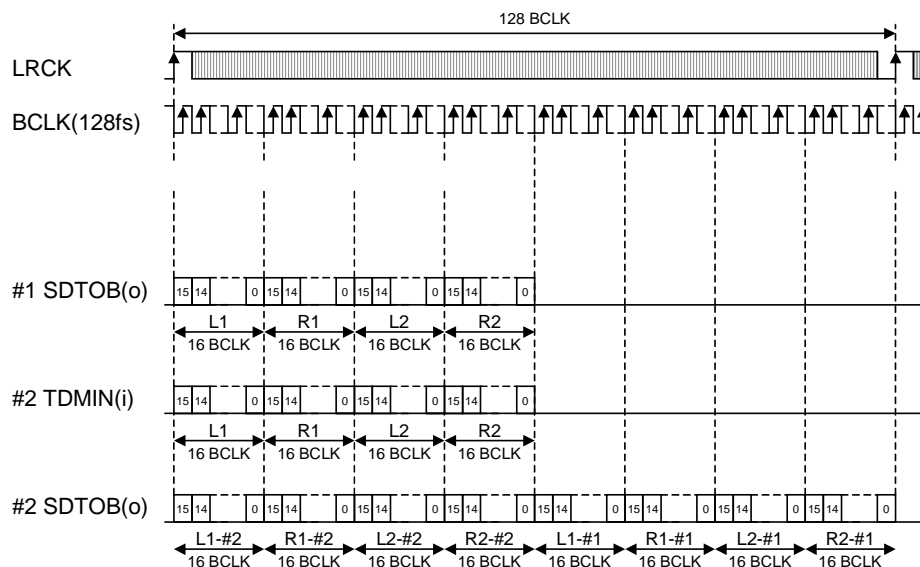 128 BCLK
LRCK
BCLK(128fs)
#1 SDTOB(o)
15 14 0 15 14 0 15 14 0 15 14 0
L1 R1 L2 R2
16 BCLK 16 BCLK 16 BCLK 16 BCLK
#2 TDMIN(i)
15 14 0 15 14 0 15 14 0 15 14 0
L1 R1 L2 R2
16 BCLK 16 BCLK 16 BCLK 16 BCLK
#2 SDTOB(o)
15 14 0 15 14 0 15 14 0 15 14 0 15 14 0 15 14 0 15 14 0 15 14 0
L1-#2 R1-#2 L2-#2 R2-#2 L1-#1 R1-#1 L2-#1 R2-#1
16 BCLK 16 BCLK 16 BCLK 16 BCLK 16 BCLK 16 BCLK 16 BCLK 16 BCLK